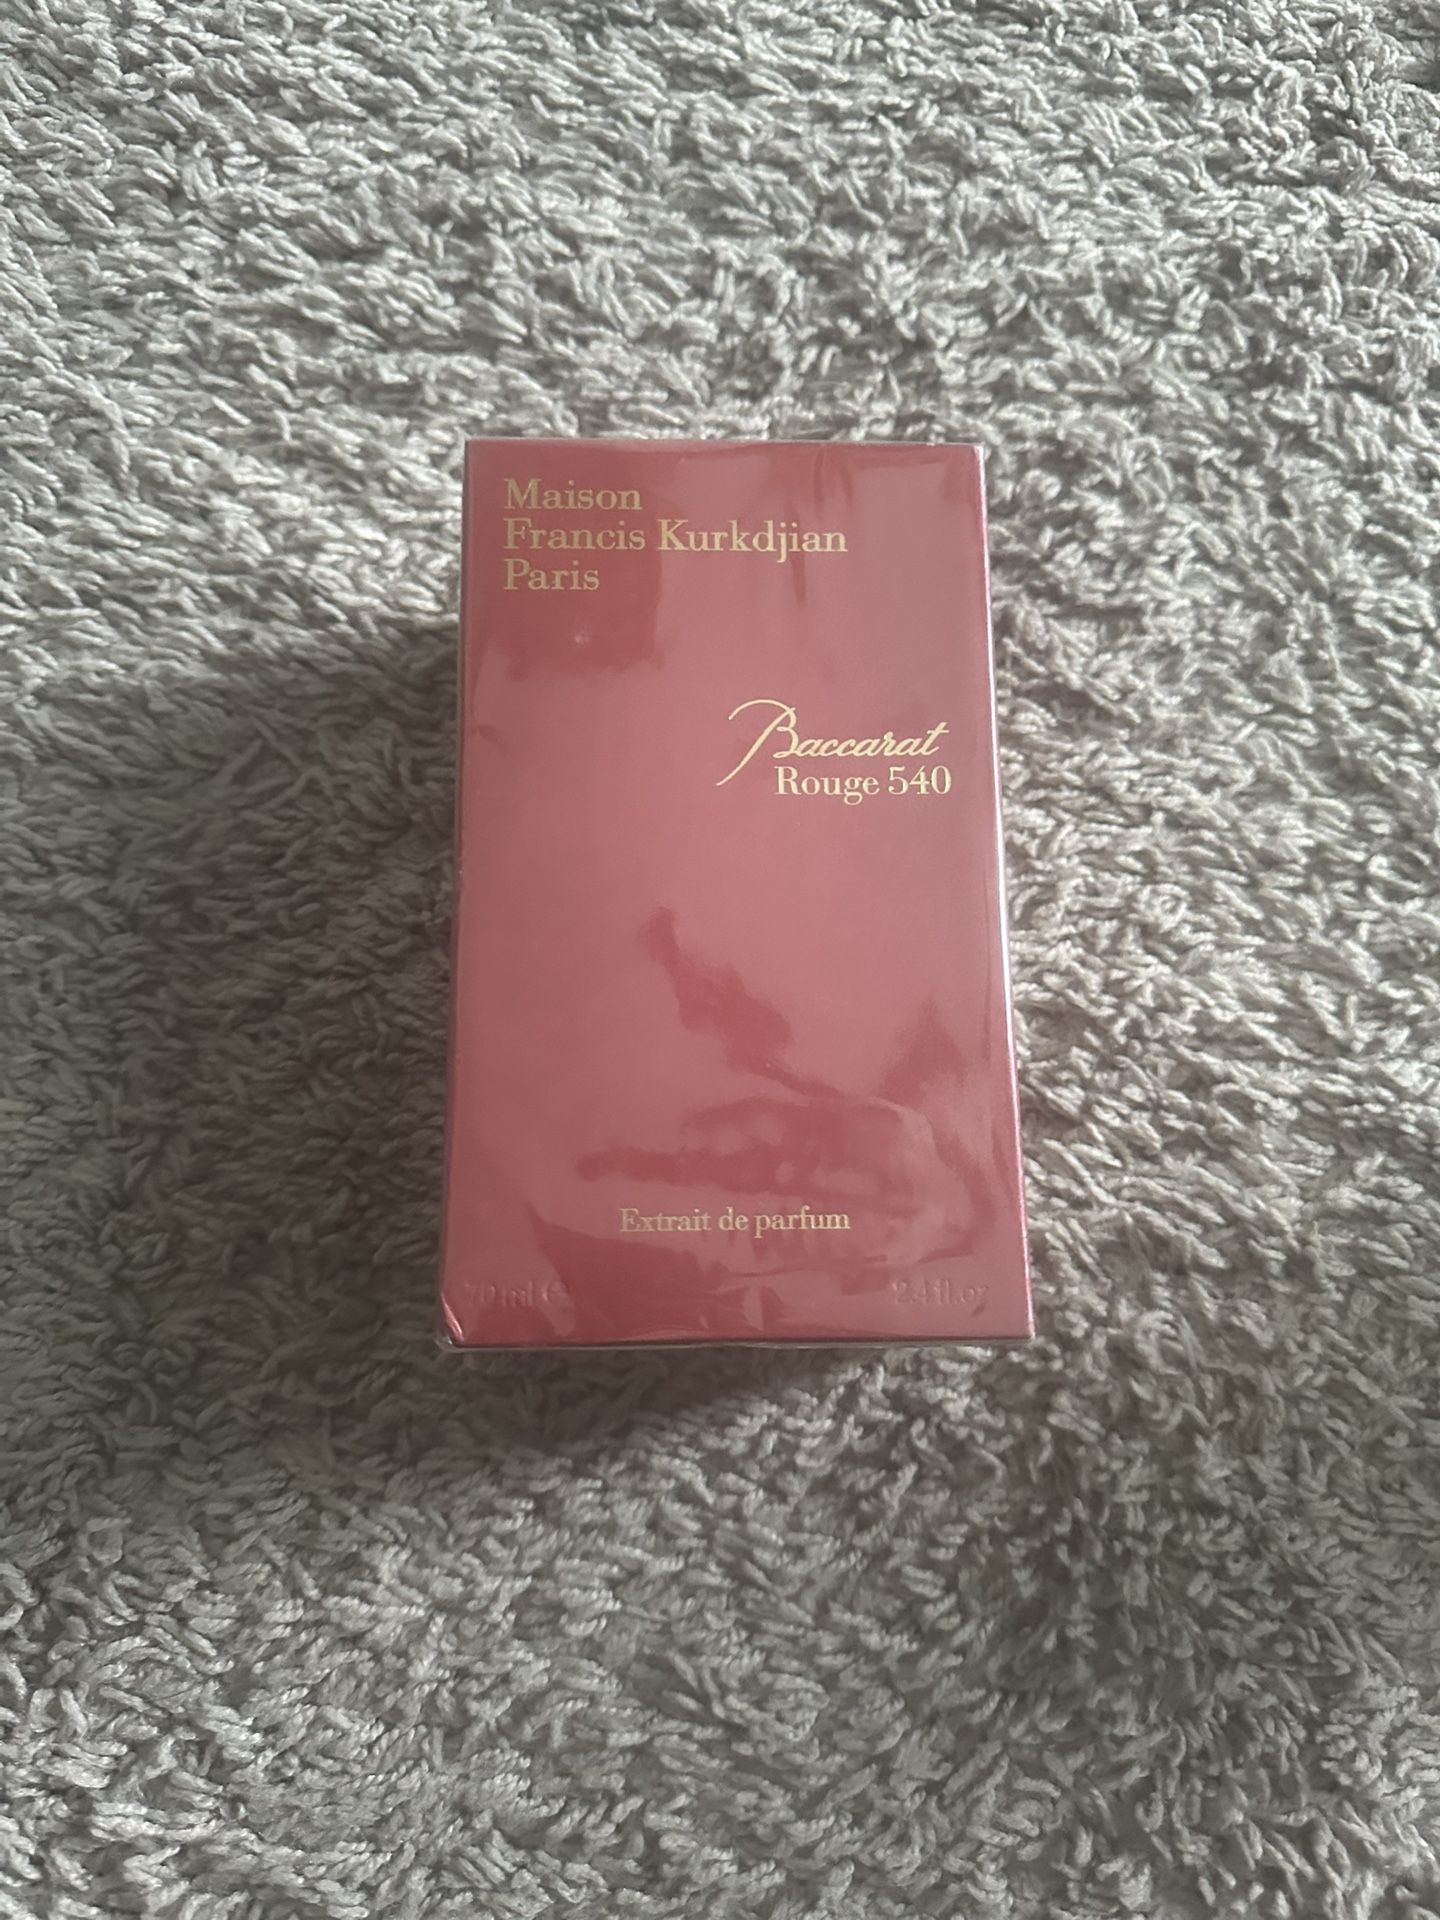 Maison
Francis Kurkdjian
Paris
Baccarat
Rouge 540
Extrait de parfum
70 ml e 2.4 fl.oz